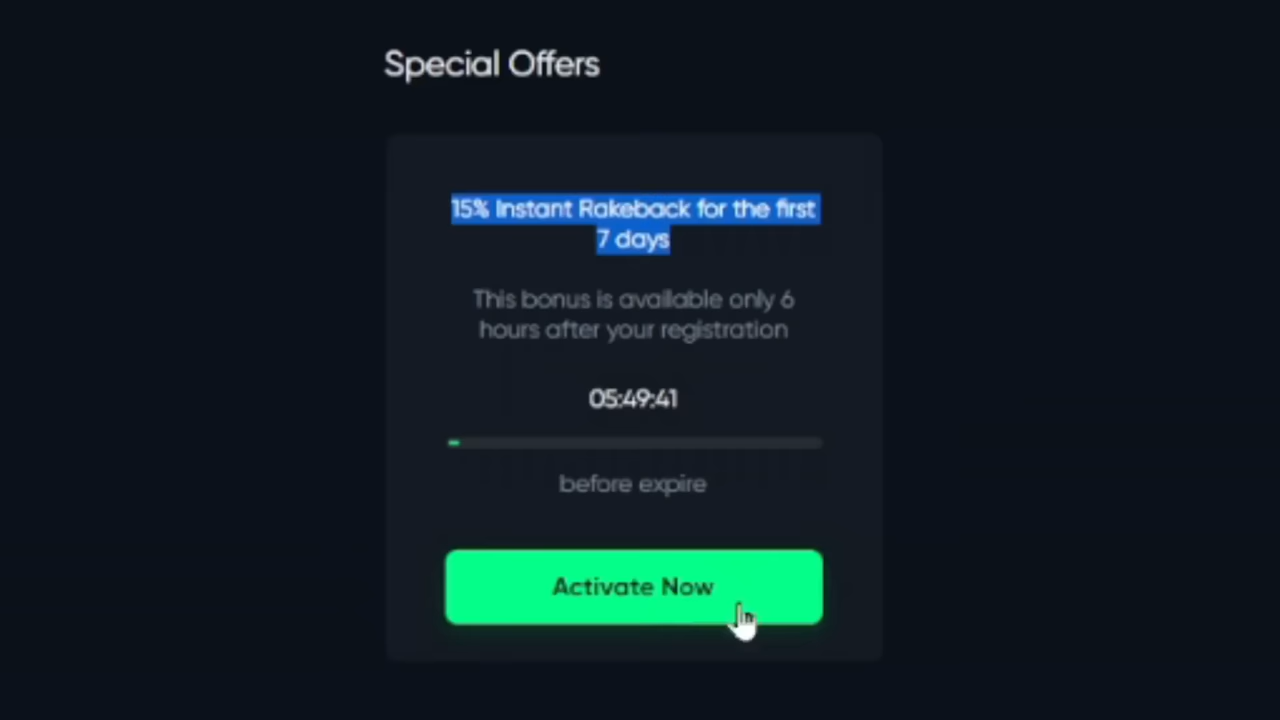 Special Offers
15% Instant Rakeback for the first
7 days
This bonus is available only 6
hours after your registration
05:49:41
before expire
Activate Now